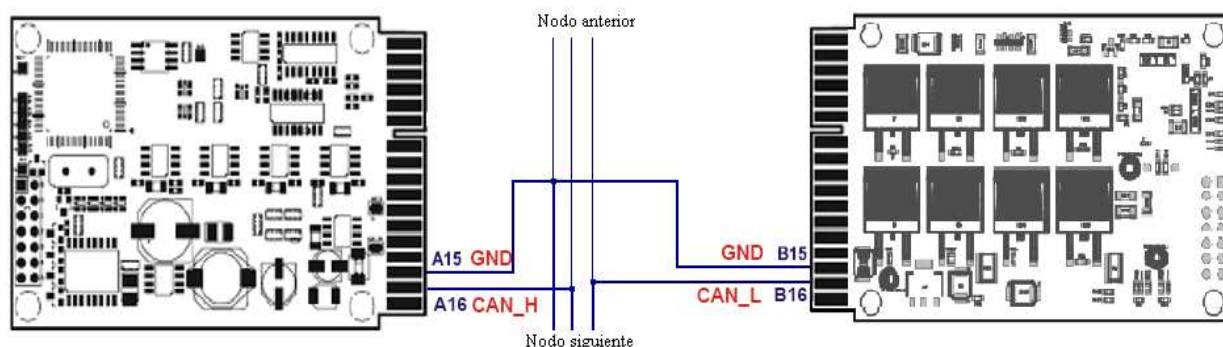 Nodo anterior
A15 GND
A16 CAN_H
GND B15
CAN_L B16
Nodo siguiente